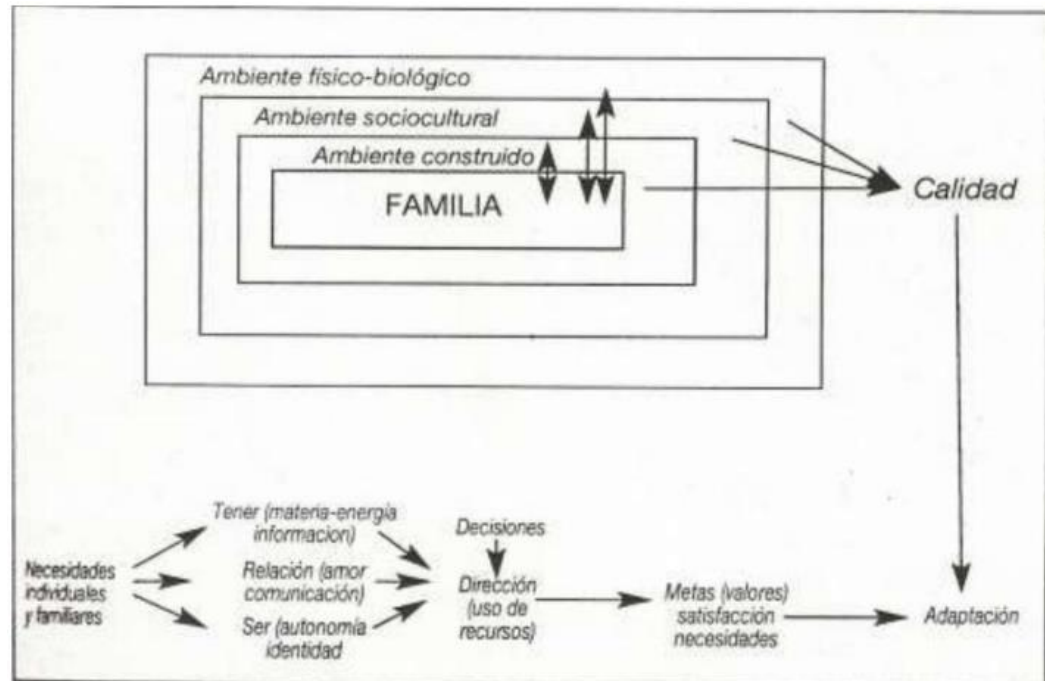 Ambiente físico-biológico
Ambiente sociocultural
Ambiente construido
FAMILIA
Calidad
Tener (materia-energía
informacion)
Decisiones
Necesidades
individuales
y familiares
Relación (amor
comunicación)
Dirección
(uso de
recursos)
Metas (valores)
satisfacción
necesidades
Adaptación
Ser (autonomía
identidad